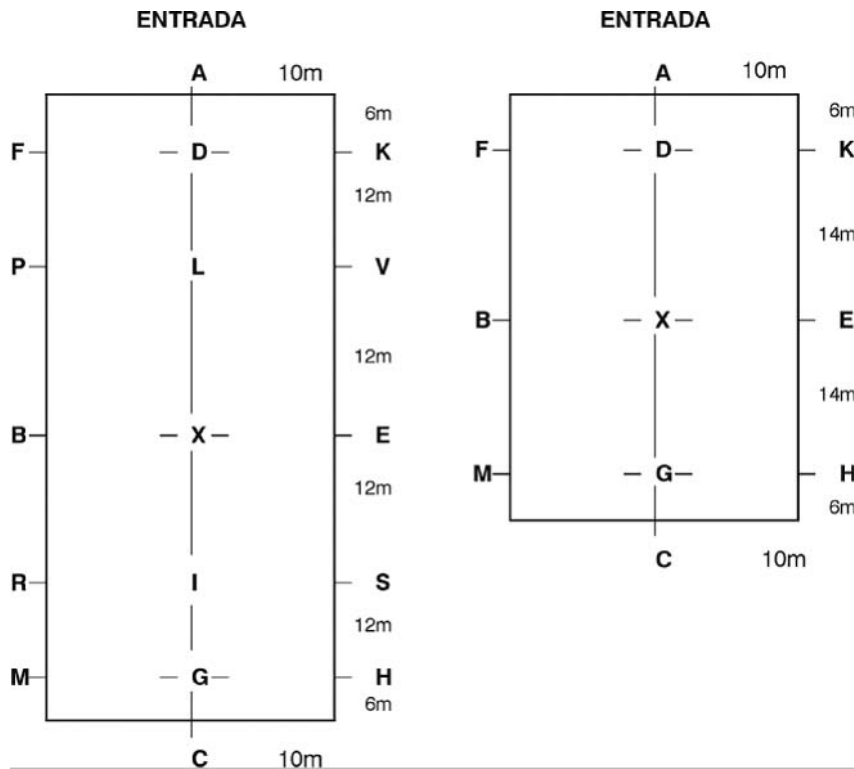 ENTRADA
A 10m
6m
F D K
12m
P L V
12m
B X E
12m
R I S
12m
M G H
6m
C 10m
ENTRADA
A 10m
6m
F D K
14m
B X E
14m
M G H
6m
C 10m